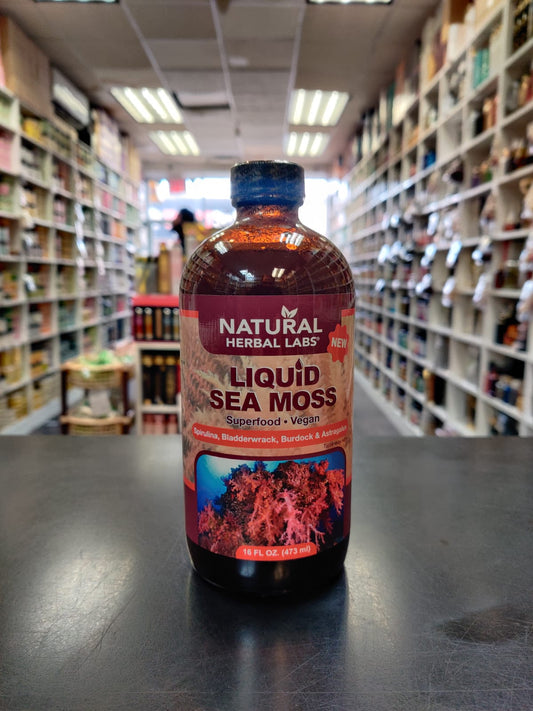 NATURAL
HERBAL LABS®
NEW
LIQUID
SEA MOSS
Superfood • Vegan
Spirulina, Bladderwrack, Burdock & Astragalus
16 FL OZ. (473 ml)